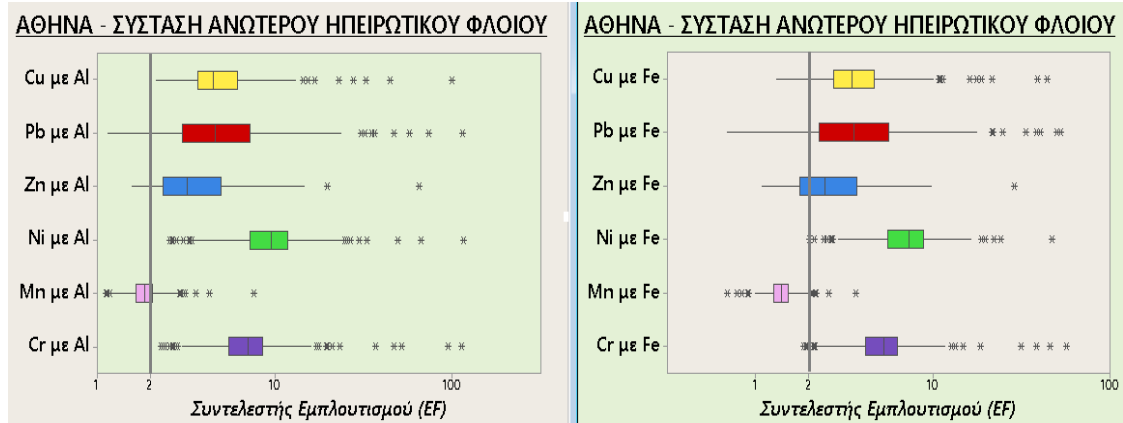 ΑΘΗΝΑ - ΣΥΣΤΑΣΗ ΑΝΩΤΕΡΟΥ ΗΠΕΙΡΩΤΙΚΟΥ ΦΛΟΙΟΥ
Cu με Al
Pb με Al
Zn με Al
Ni με Al
Mn με Al
Cr με Al
1 2 10 100
Συντελεστής Εμπλουτισμού (EF)
ΑΘΗΝΑ - ΣΥΣΤΑΣΗ ΑΝΩΤΕΡΟΥ ΗΠΕΙΡΩΤΙΚΟΥ ΦΛΟΙΟΥ
Cu με Fe
Pb με Fe
Zn με Fe
Ni με Fe
Mn με Fe
Cr με Fe
1 2 10 100
Συντελεστής Εμπλουτισμού (EF)